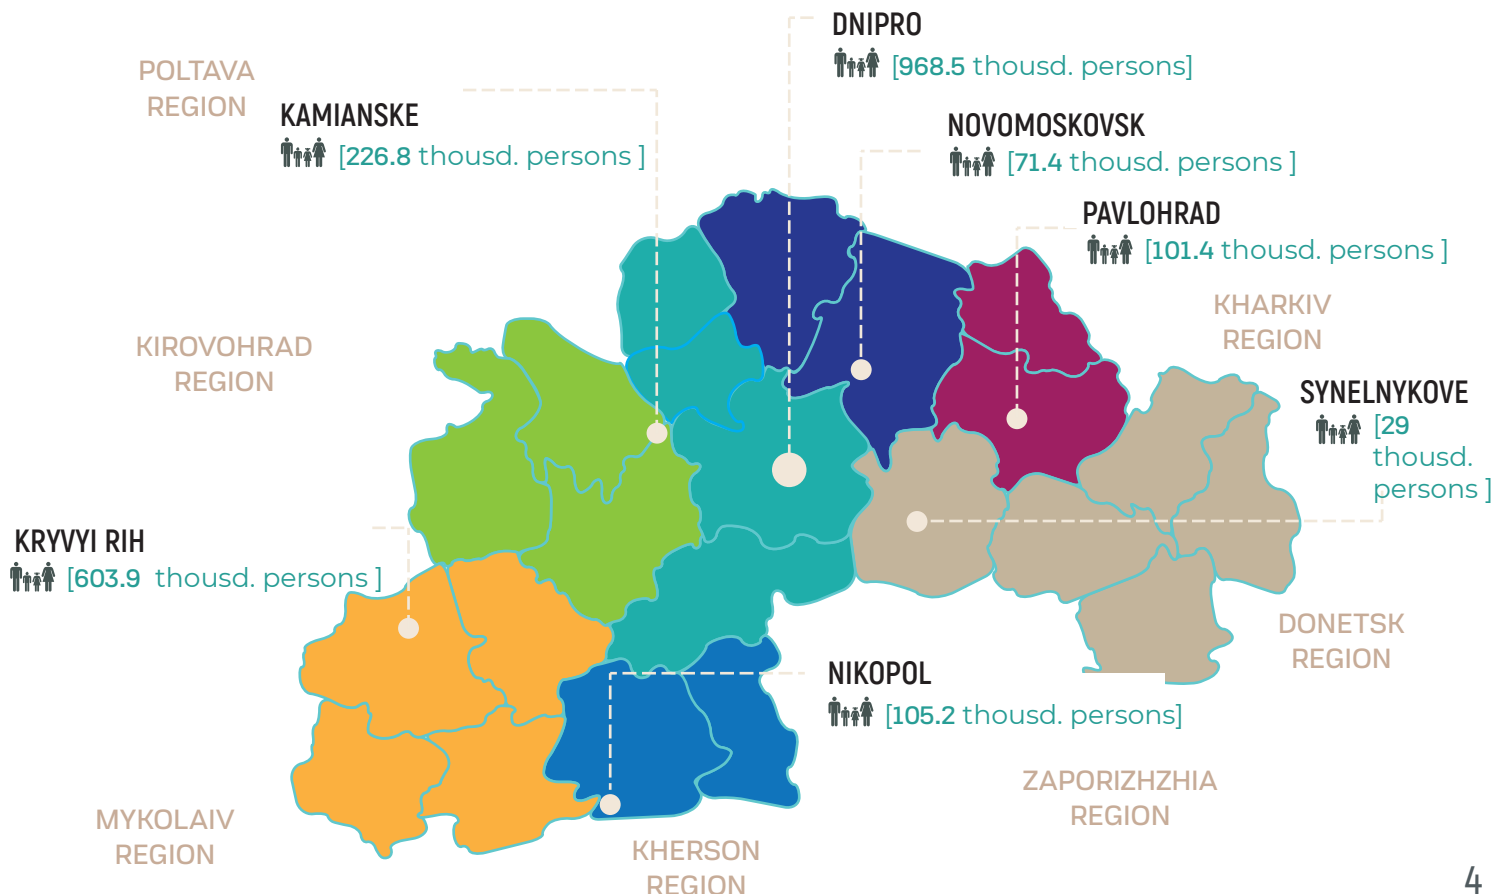 DNIPRO
[968.5 thousd. persons]
POLTAVA
REGION
KAMIANSKE
[226.8 thousd. persons ]
NOVOMOSKOVSK
[71.4 thousd. persons ]
PAVLOHRAD
[101.4 thousd. persons ]
KHARKIV
REGION
KIROVOHRAD
REGION
SYNELNYKOVE
[29
thousd.
persons ]
KRYVYI RIH
[603.9 thousd. persons ]
DONETSK
REGION
NIKOPOL
[105.2 thousd. persons]
ZAPORIZHZHIA
REGION
MYKOLAIV
REGION
KHERSON
REGION
4